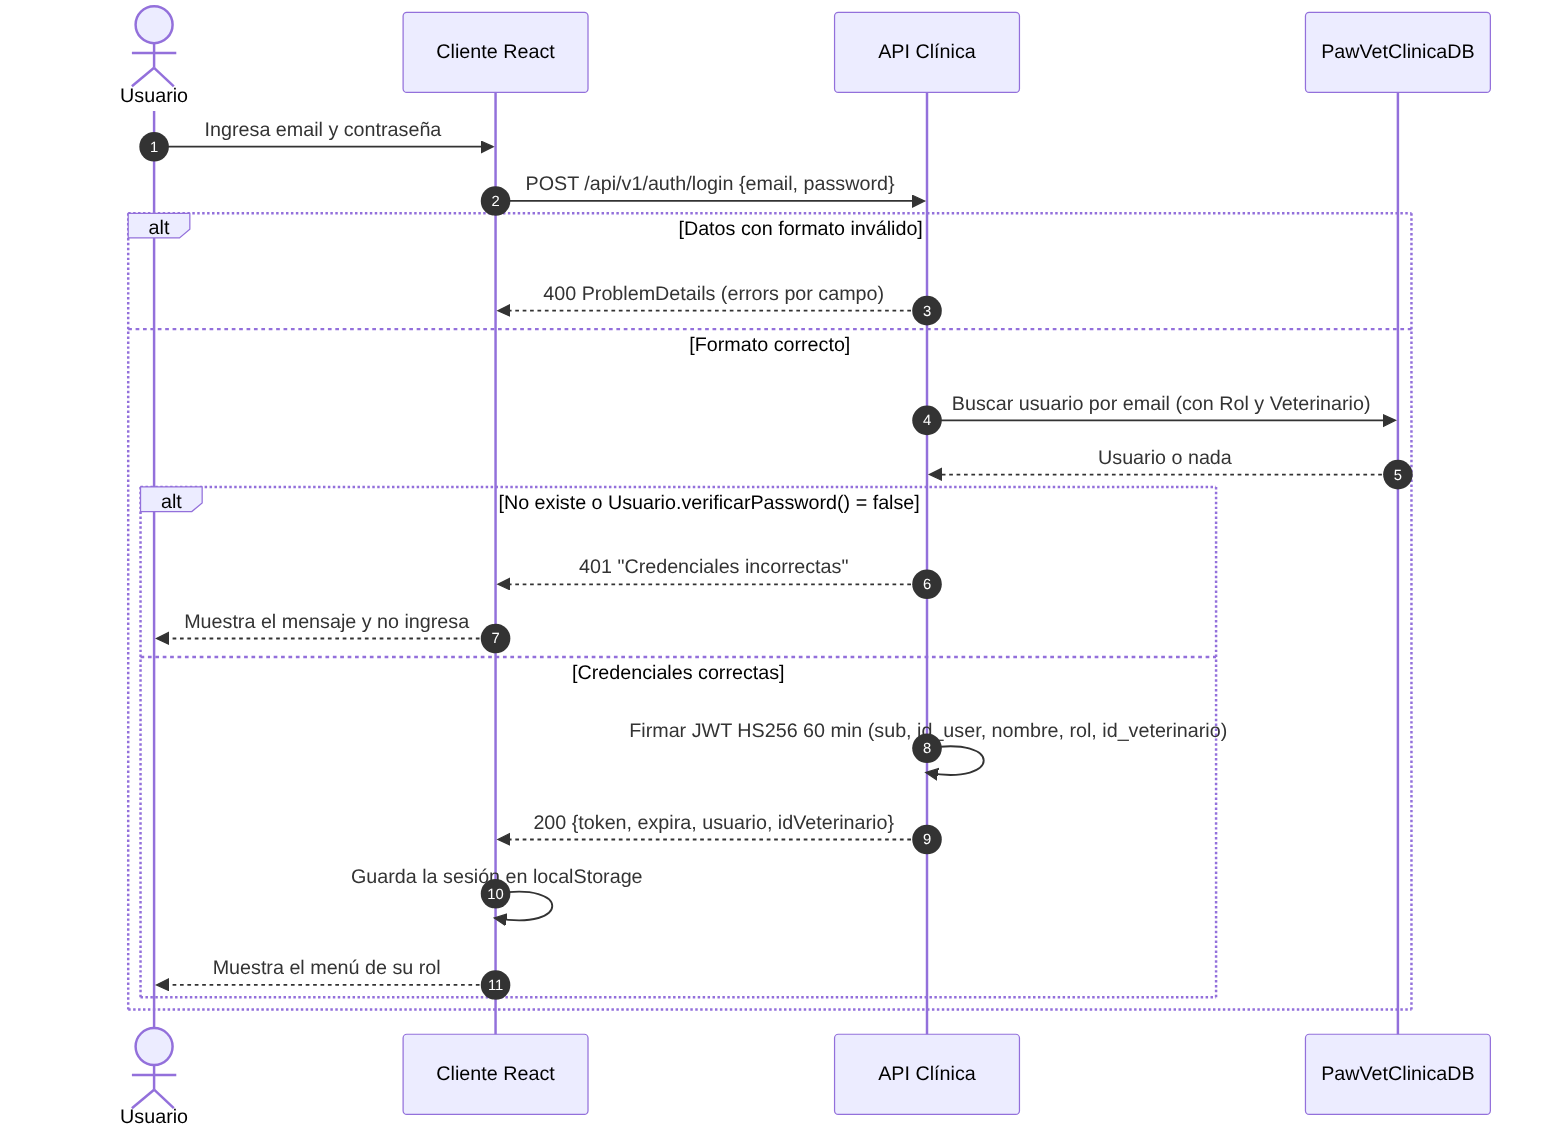 Usuario
Cliente React
API Clínica
PawVetClinicaDB
1
Ingresa email y contraseña
2
POST /api/v1/auth/login {email, password}
alt
[Datos con formato inválido]
400 ProblemDetails (errors por campo)
3
[Formato correcto]
4
Buscar usuario por email (con Rol y Veterinario)
Usuario o nada
5
alt
[No existe o Usuario.verificarPassword() = false]
401 "Credenciales incorrectas"
6
Muestra el mensaje y no ingresa
7
[Credenciales correctas]
Firmar JWT HS256 60 min (sub, id_user, nombre, rol, id_veterinario)
8
200 {token, expira, usuario, idVeterinario}
9
Guarda la sesión en localStorage
10
Muestra el menú de su rol
11
Usuario
Cliente React
API Clínica
PawVetClinicaDB